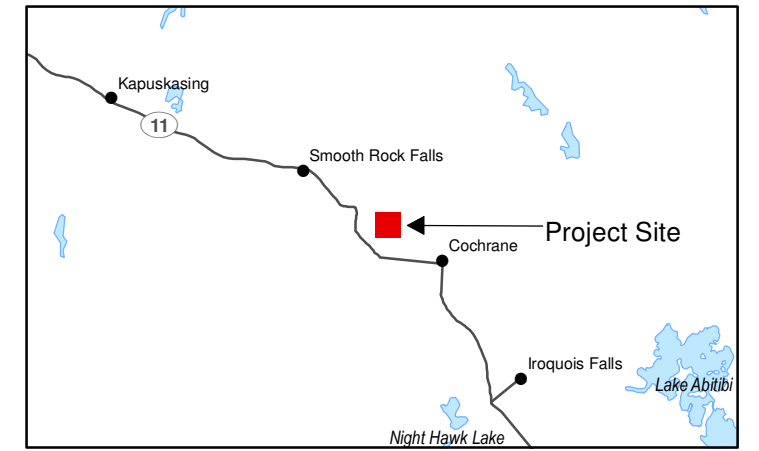 Kapuskasing
11
Smooth Rock Falls
Project Site
Cochrane
Iroquois Falls
Lake Abitibi
Night Hawk Lake